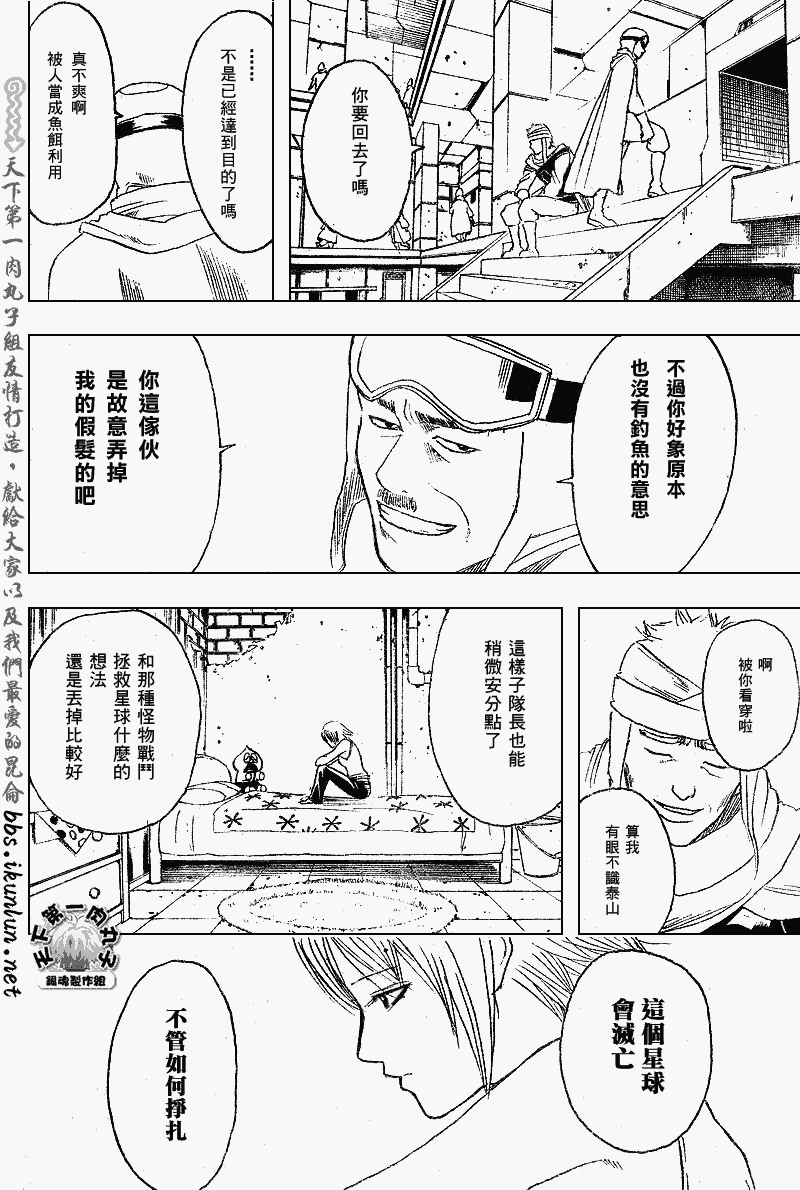 你要回去了嗎
……
不是已經達到目的了嗎
真不爽啊
被人當成魚餌利用
不過你好象原本
也沒有釣魚的意思
你這傢伙
是故意弄掉
我的假髮的吧
啊
被你看穿啦
算我
有眼不識泰山
這樣子隊長也能
稍微安分點了
和那種怪物戰鬥
拯救星球什麼的
想法
還是丟掉比較好
這個星球
會滅亡
不管如何掙扎
天下第一肉丸子組友情打造，獻給大家以及我們最愛的昆侖 bbs.ikunlun.net
天下第一肉丸子
銀魂製作組